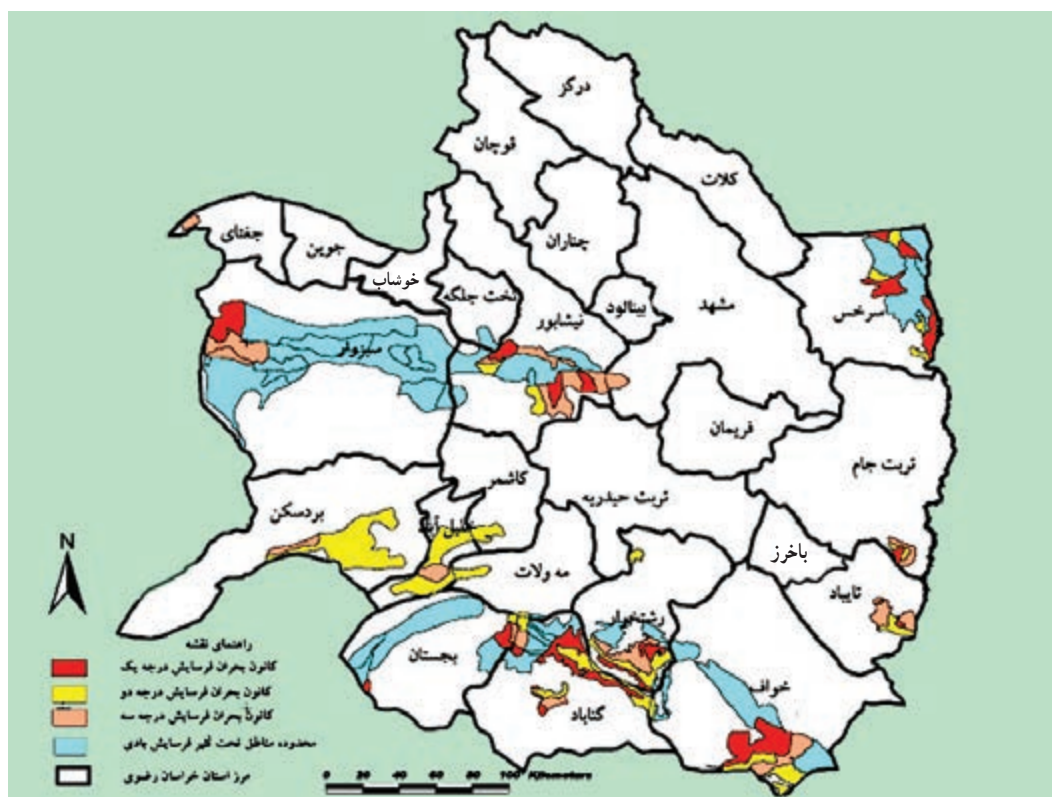 درگز
قوچان
کلات
جغتای
جوین
خوشاب
چناران
تخت جلگه
بینالود
مشهد
نیشابور
سرخس
سبزوار
فریمان
تربت جام
کاشمر
بردسکن
خلیل آباد
تربت حیدریه
باخرز
مه ولات
تایباد
رشتخوار
بجستان
خواف
گناباد
N
راهنمای نقشه
کانون بحران فرسایش درجه یک
کانون بحران فرسایش درجه دو
کانون بحران فرسایش درجه سه
محدوده مناطق تحت تأثیر فرسایش بادی
مرز استان خراسان رضوی
0 20 40 60 80 100 Kilometers